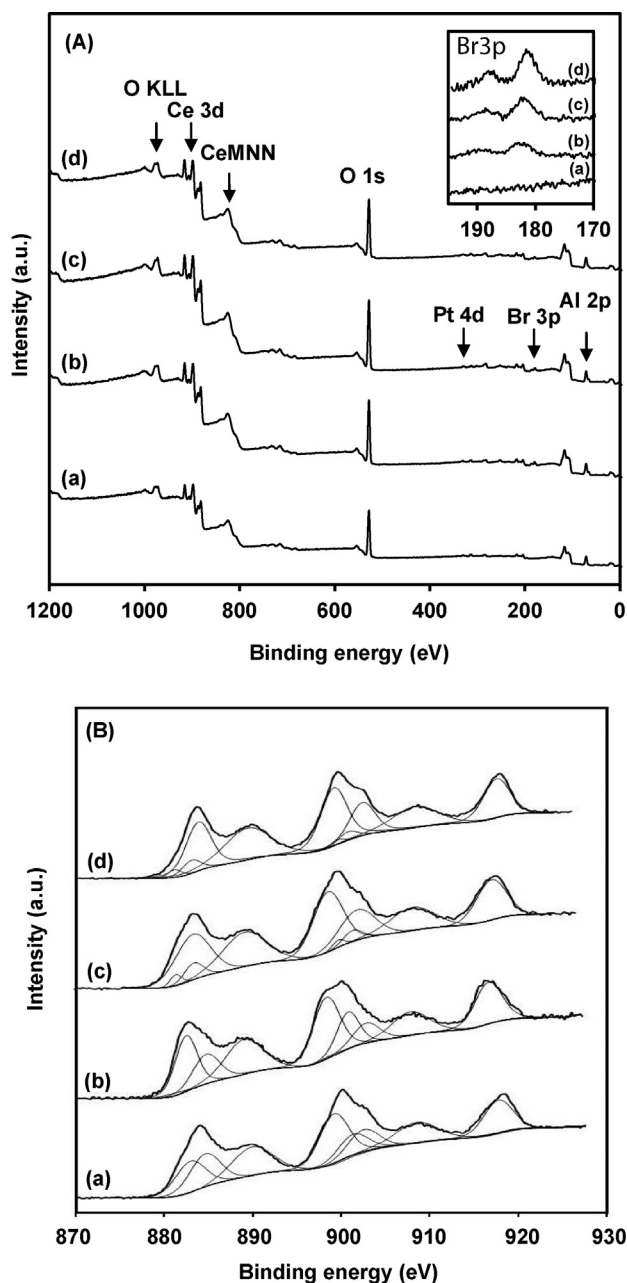 (A)
Br3p
(d)
(c)
(b)
(a)
190 180 170
O KLL
Ce 3d
CeMNN
O 1s
(d)
(c)
Pt 4d Br 3p Al 2p
(b)
(a)
Intensity (a.u.)
1200 1000 800 600 400 200 0
Binding energy (eV)
(B)
(d)
(c)
(b)
(a)
Intensity (a.u.)
870 880 890 900 910 920 930
Binding energy (eV)